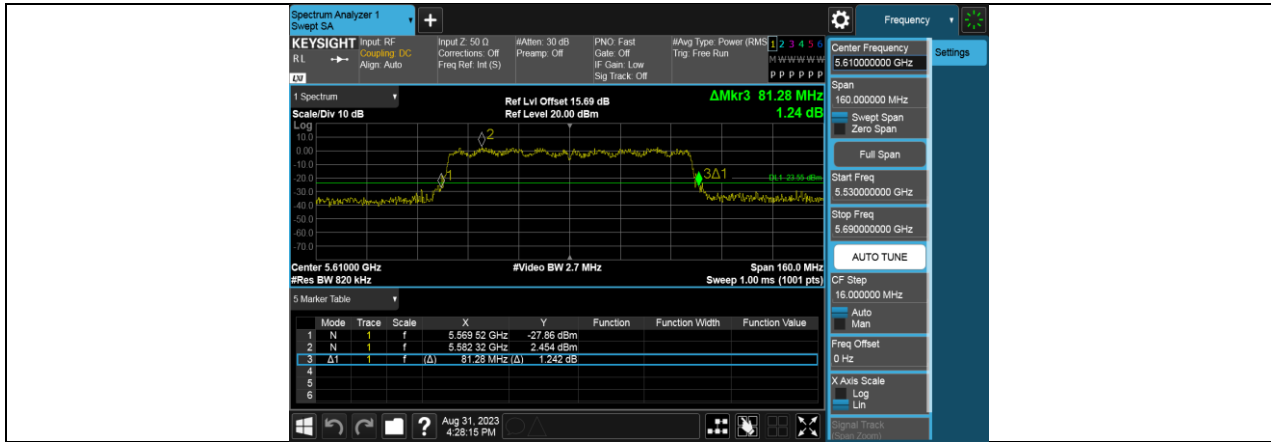 Spectrum Analyzer 1
Swept SA
+
Frequency
KEYSIGHT
RL
LXI
Input: RF
Coupling: DC
Align: Auto
Input Z: 50 Ω
Corrections: Off
Freq Ref: Int (S)
#Atten: 30 dB
Preamp: Off
PNO: Fast
Gate: Off
IF Gain: Low
Sig Track: Off
#Avg Type: Power (RMS
Trig: Free Run
1 2 3 4 5 6
M W W W W W
P P P P P P
1 Spectrum
Scale/Div 10 dB
Ref Lvl Offset 15.69 dB
Ref Level 20.00 dBm
ΔMkr3 81.28 MHz
1.24 dB
Log
10.0
0.00
-10.0
-20.0
-30.0
-40.0
-50.0
-60.0
-70.0
2
1
3Δ1
DL1 -23.55 dBm
Center 5.61000 GHz
#Res BW 820 kHz
#Video BW 2.7 MHz
Span 160.0 MHz
Sweep 1.00 ms (1001 pts)
5 Marker Table
Mode Trace Scale X Y Function Function Width Function Value
1 N 1 f 5.569 52 GHz -27.86 dBm
2 N 1 f 5.582 32 GHz 2.454 dBm
3 Δ1 1 f (Δ) 81.28 MHz (Δ) 1.242 dB
4
5
6
?
Aug 31, 2023
4:28:15 PM
Center Frequency
5.610000000 GHz
Settings
Span
160.000000 MHz
Swept Span
Zero Span
Full Span
Start Freq
5.530000000 GHz
Stop Freq
5.690000000 GHz
AUTO TUNE
CF Step
16.000000 MHz
Auto
Man
Freq Offset
0 Hz
X Axis Scale
Log
Lin
Signal Track
(Span Zoom)